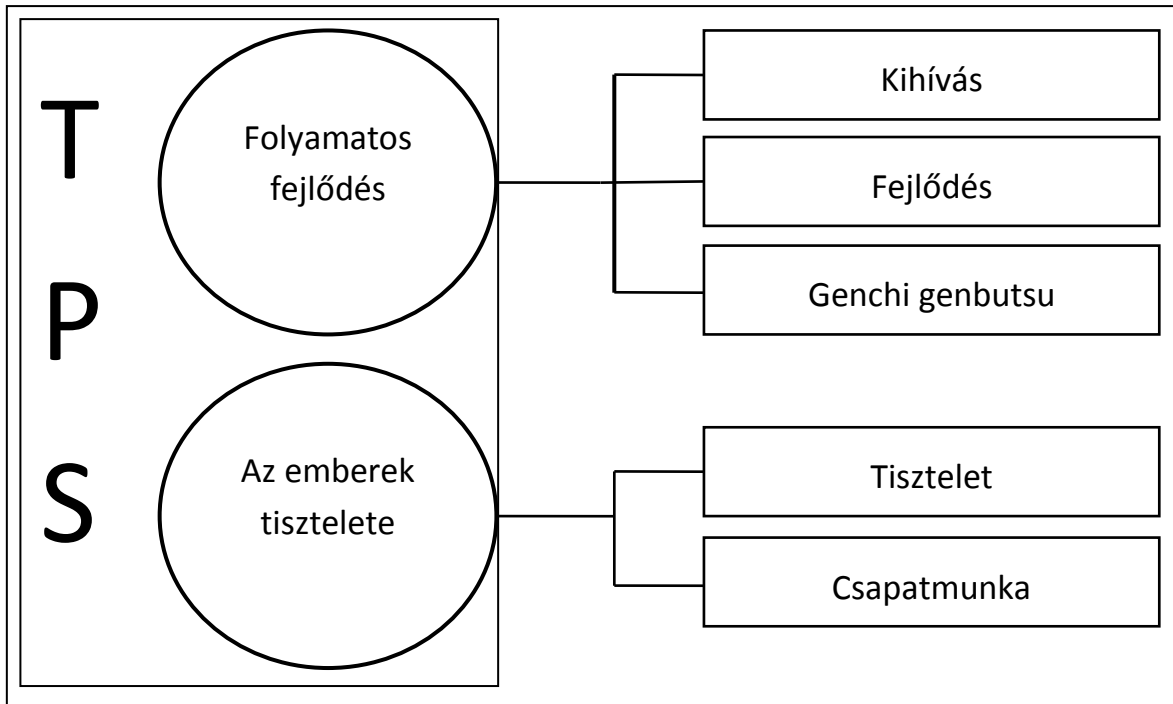 T
P
S
Folyamatos
fejlődés
Kihívás
Fejlődés
Genchi genbutsu
Az emberek
tisztelete
Tisztelet
Csapatmunka